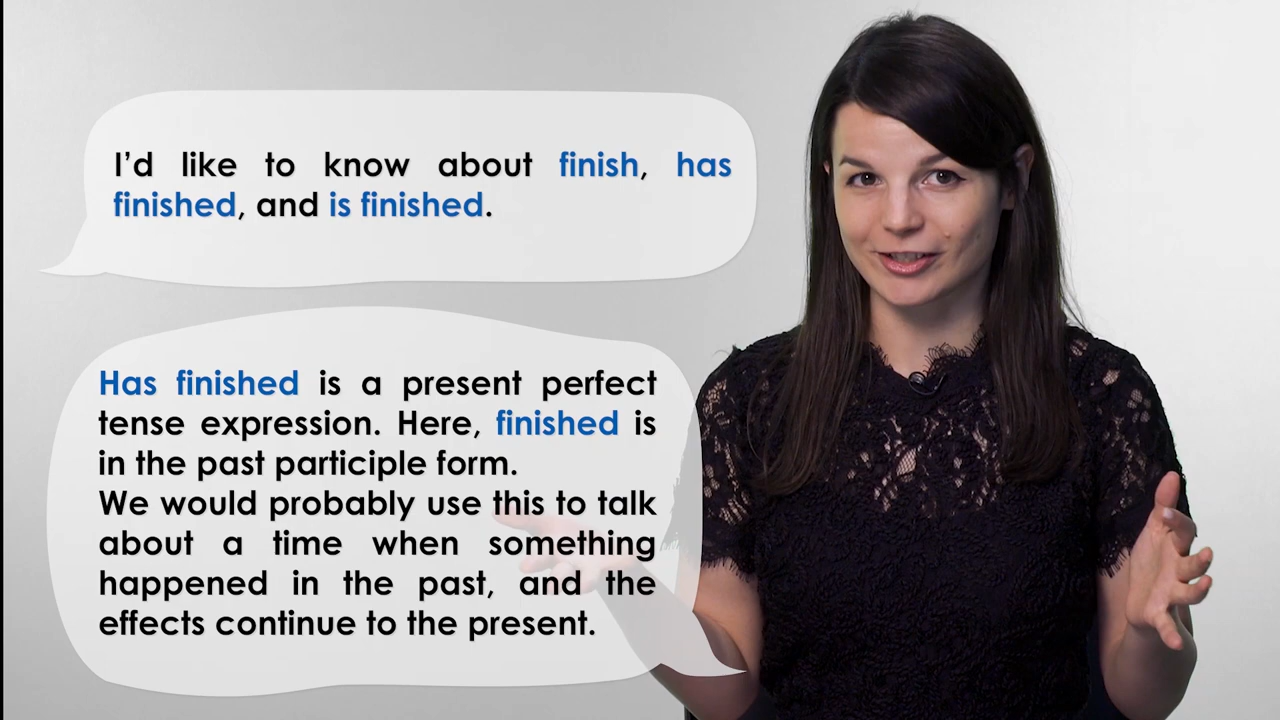 I’d like to know about finish, has
finished, and is finished.
Has finished is a present perfect
tense expression. Here, finished is
in the past participle form.
We would probably use this to talk
about a time when something
happened in the past, and the
effects continue to the present.